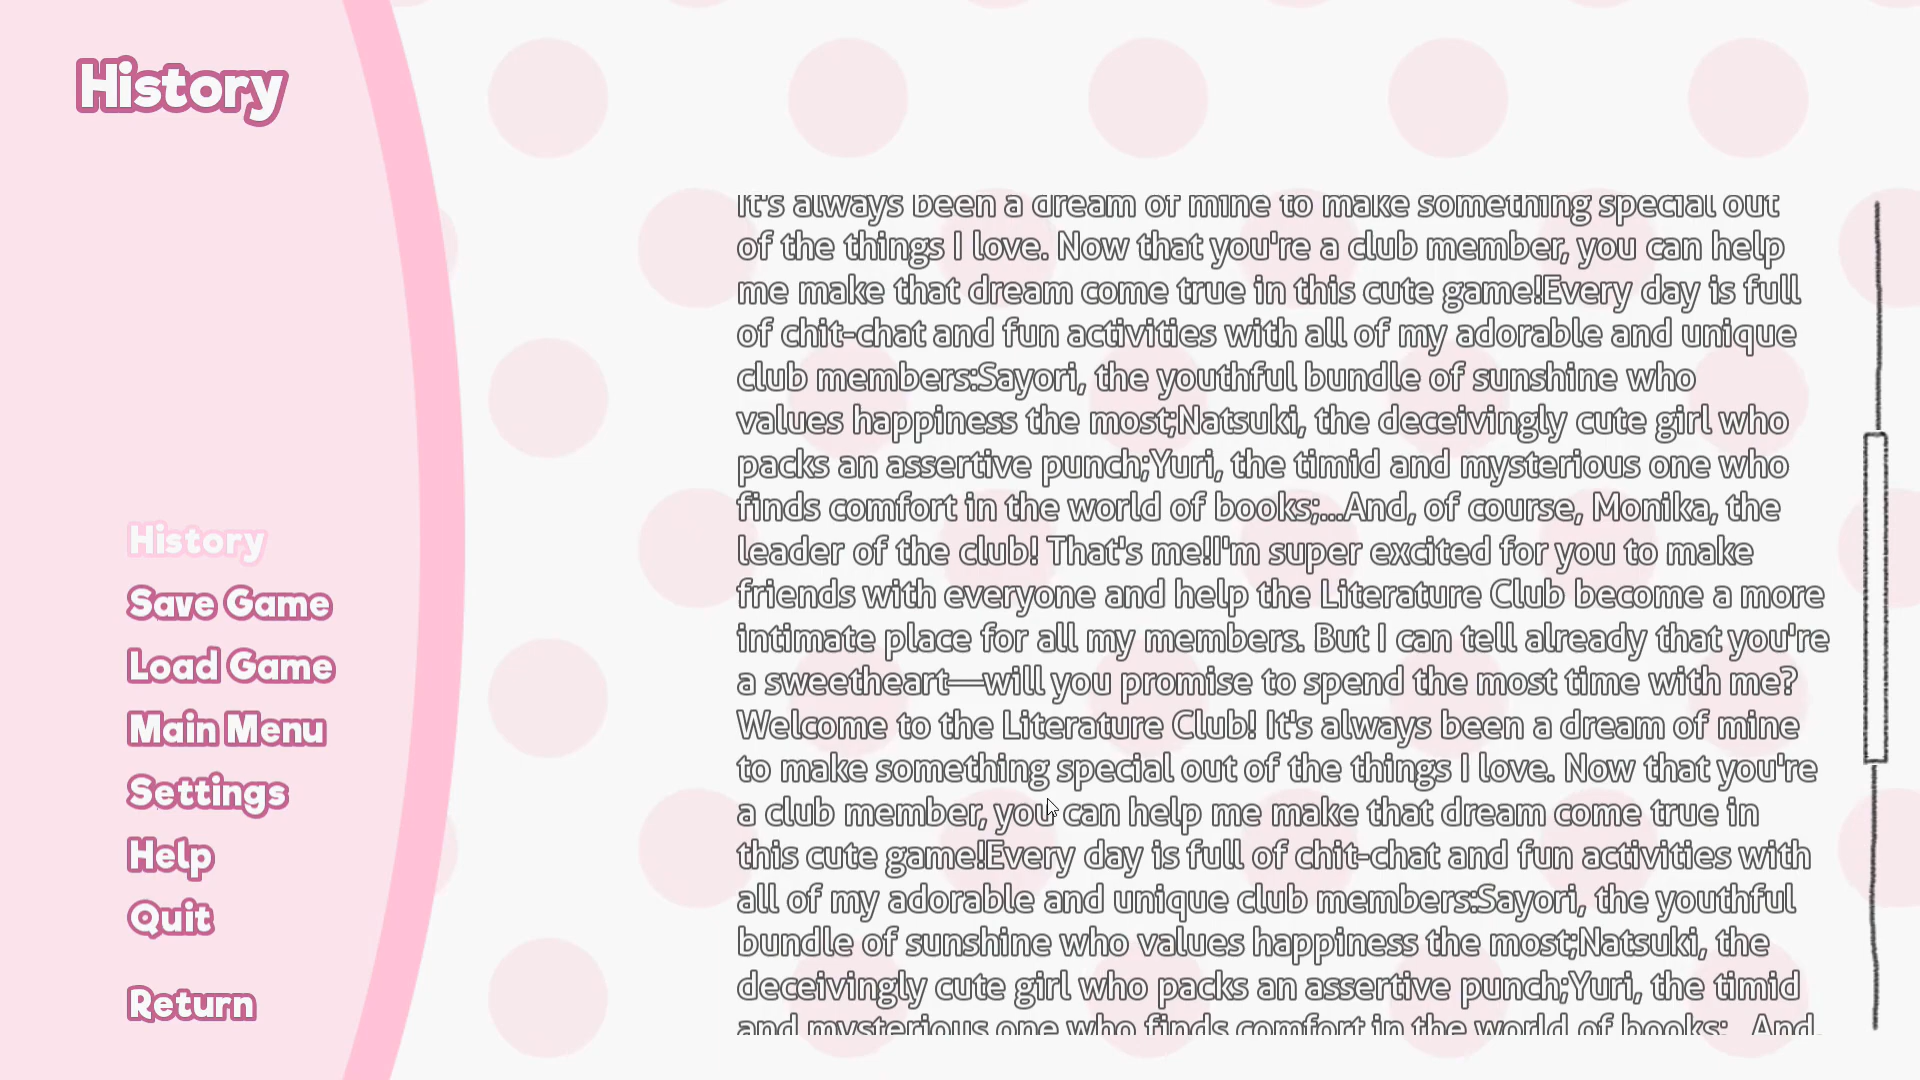 History
It's always been a dream of mine to make something special out
of the things I love. Now that you're a club member, you can help
me make that dream come true in this cute game!Every day is full
of chit-chat and fun activities with all of my adorable and unique
club members:Sayori, the youthful bundle of sunshine who
values happiness the most;Natsuki, the deceivingly cute girl who
packs an assertive punch;Yuri, the timid and mysterious one who
finds comfort in the world of books;...And, of course, Monika, the
leader of the club! That's me!I'm super excited for you to make
friends with everyone and help the Literature Club become a more
intimate place for all my members. But I can tell already that you're
a sweetheart—will you promise to spend the most time with me?
Welcome to the Literature Club! It's always been a dream of mine
to make something special out of the things I love. Now that you're
a club member, you can help me make that dream come true in
this cute game!Every day is full of chit-chat and fun activities with
all of my adorable and unique club members:Sayori, the youthful
bundle of sunshine who values happiness the most;Natsuki, the
deceivingly cute girl who packs an assertive punch;Yuri, the timid
and mysterious one who finds comfort in the world of books;...And,
History
Save Game
Load Game
Main Menu
Settings
Help
Quit
Return